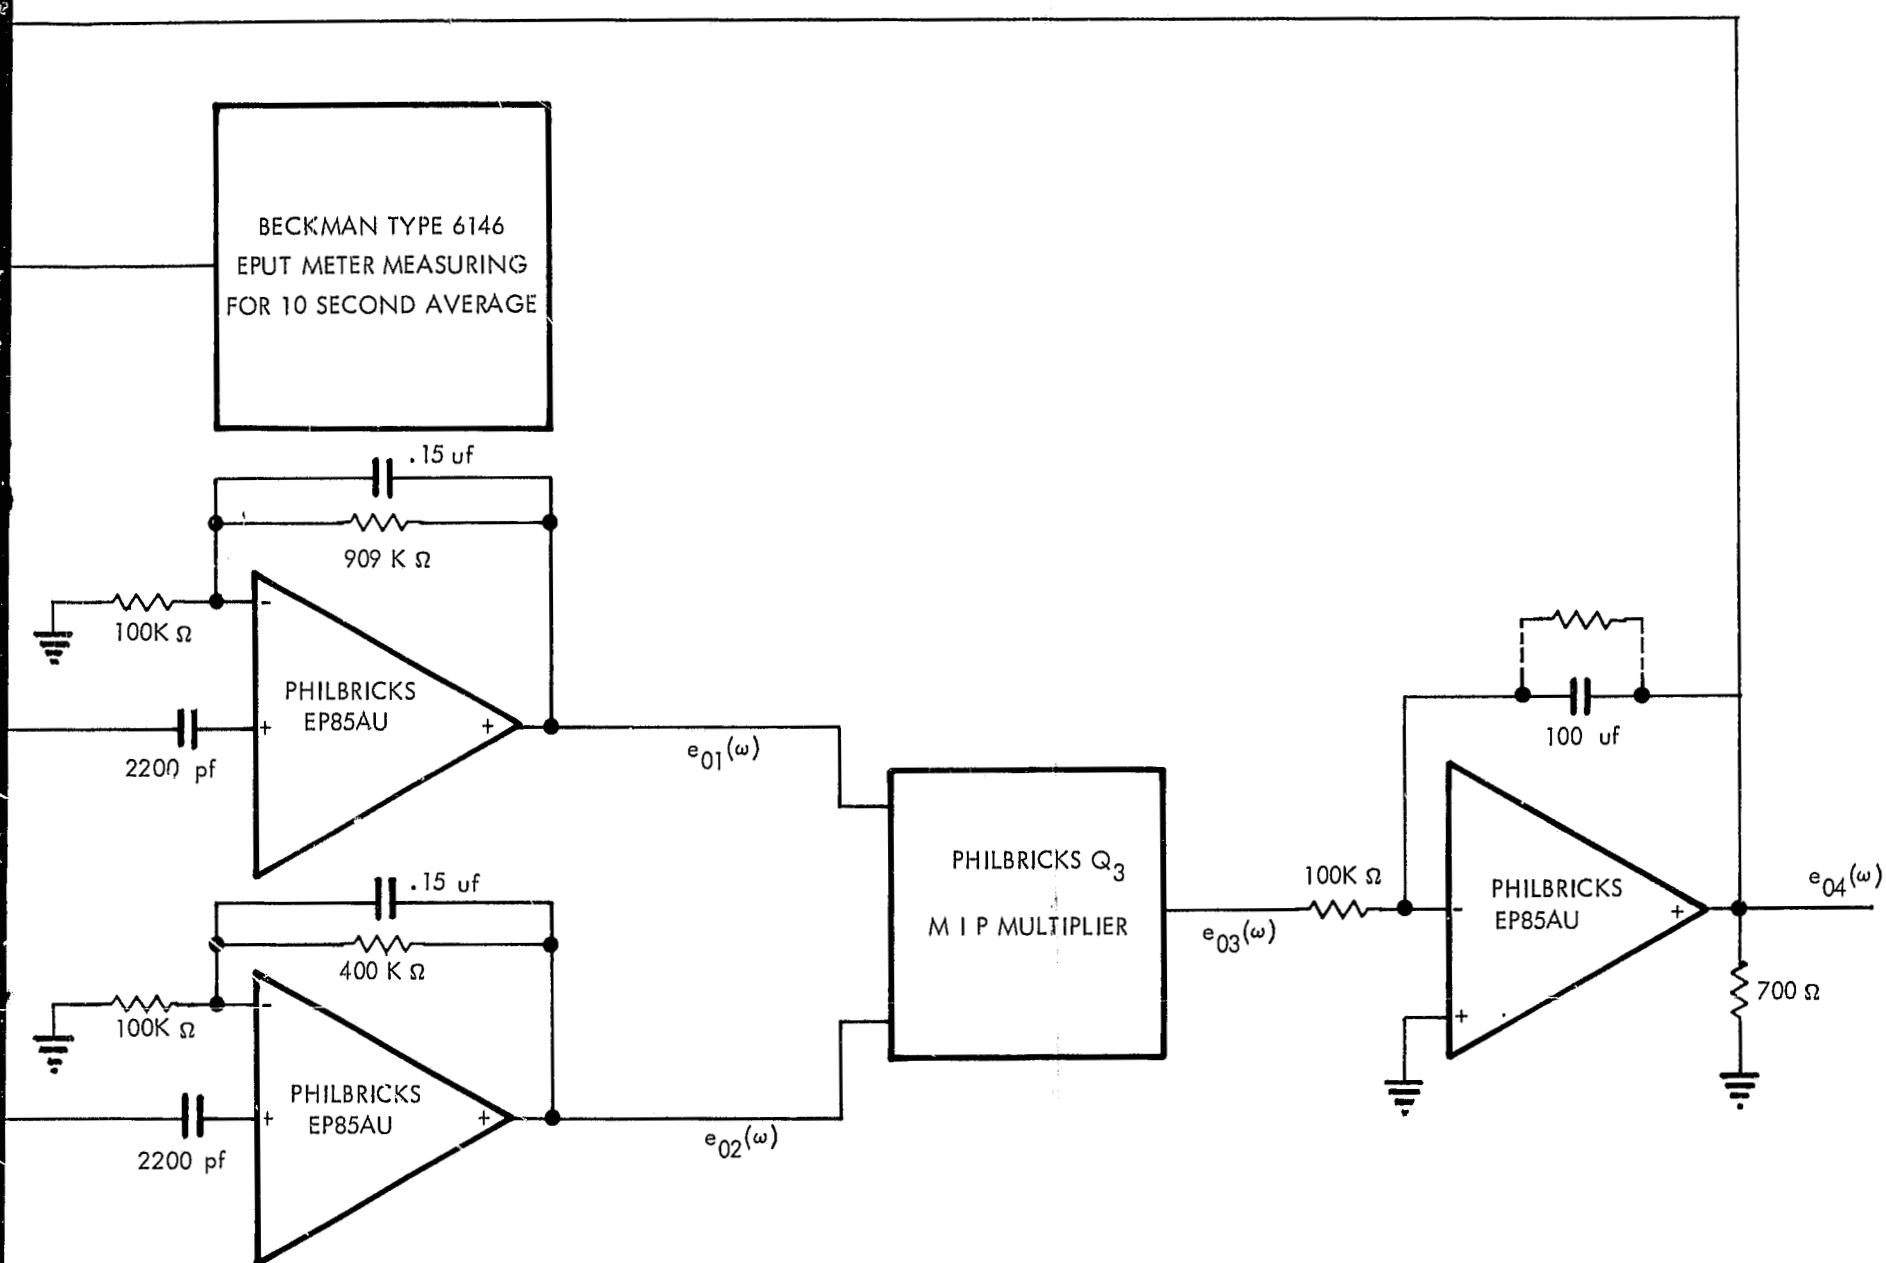 BECKMAN TYPE 6146
EPUT METER MEASURING
FOR 10 SECOND AVERAGE
.15 uf
909 K Ω
100K Ω
-
PHILBRICKS
EP85AU
+
+
2200 pf
e01(ω)
.15 uf
400 K Ω
100K Ω
-
PHILBRICKS
EP85AU
+
+
2200 pf
e02(ω)
PHILBRICKS Q3
M I P MULTIPLIER
e03(ω)
100K Ω
100 uf
-
PHILBRICKS
EP85AU
+
+
e04(ω)
700 Ω